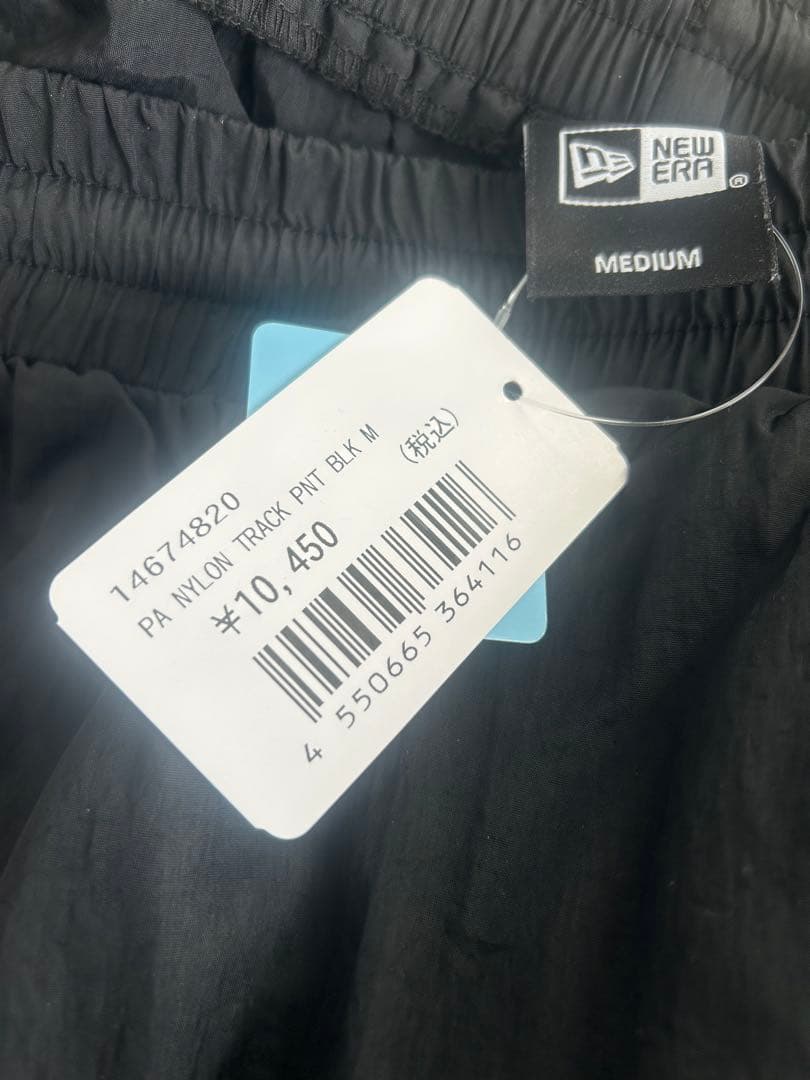 NEW
ERA
®
MEDIUM
14674820
PA NYLON TRACK PNT BLK M
¥10,450
(税込)
4 550665 364116